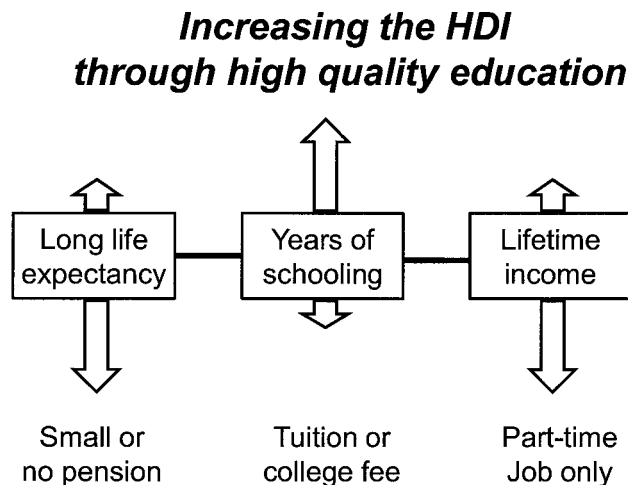 Increasing the HDI
through high quality education
Long life
expectancy
Years of
schooling
Lifetime
income
Small or
no pension
Tuition or
college fee
Part-time
Job only